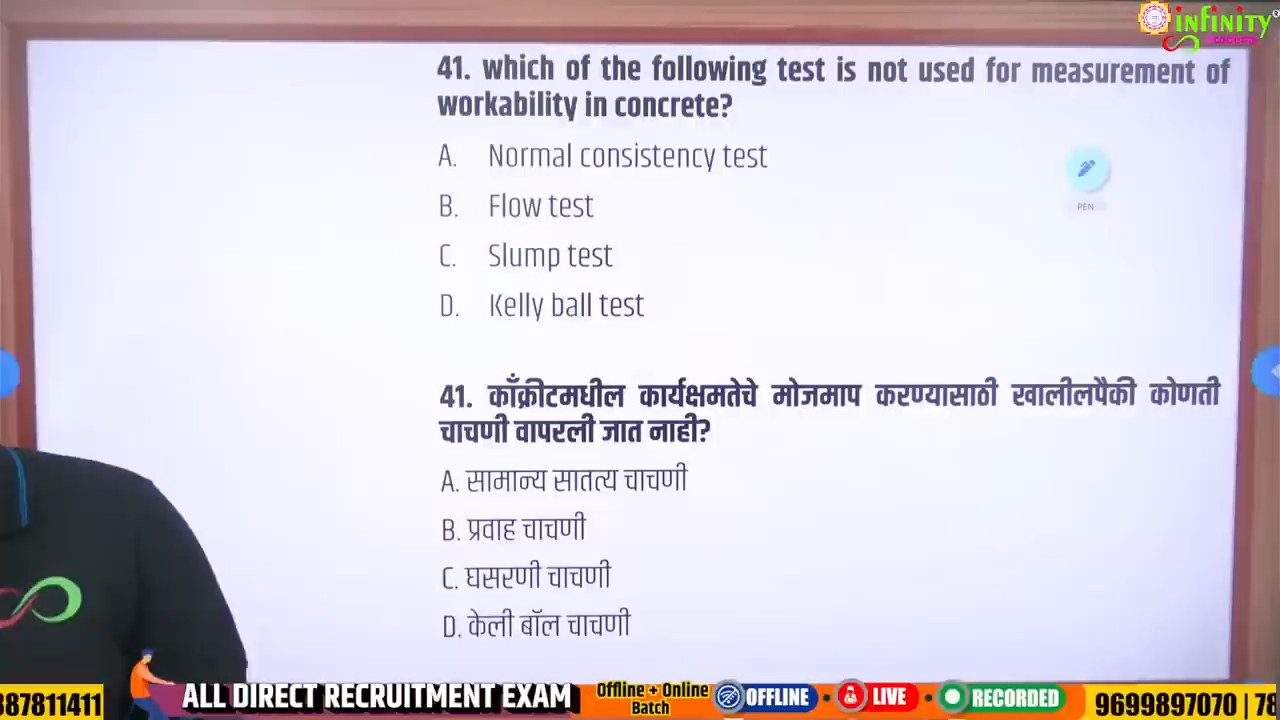 infinity
41. which of the following test is not used for measurement of
workability in concrete?
A. Normal consistency test
B. Flow test
C. Slump test
D. Kelly ball test
PEN
41. काँक्रीटमधील कार्यक्षमतेचे मोजमाप करण्यासाठी खालीलपैकी कोणती
चाचणी वापरली जात नाही?
A. सामान्य सातत्य चाचणी
B. प्रवाह चाचणी
C. घसरणी चाचणी
D. केली बॉल चाचणी
887811411 ALL DIRECT RECRUITMENT EXAM Offline + Online Batch OFFLINE LIVE RECORDED 9699897070 | 78